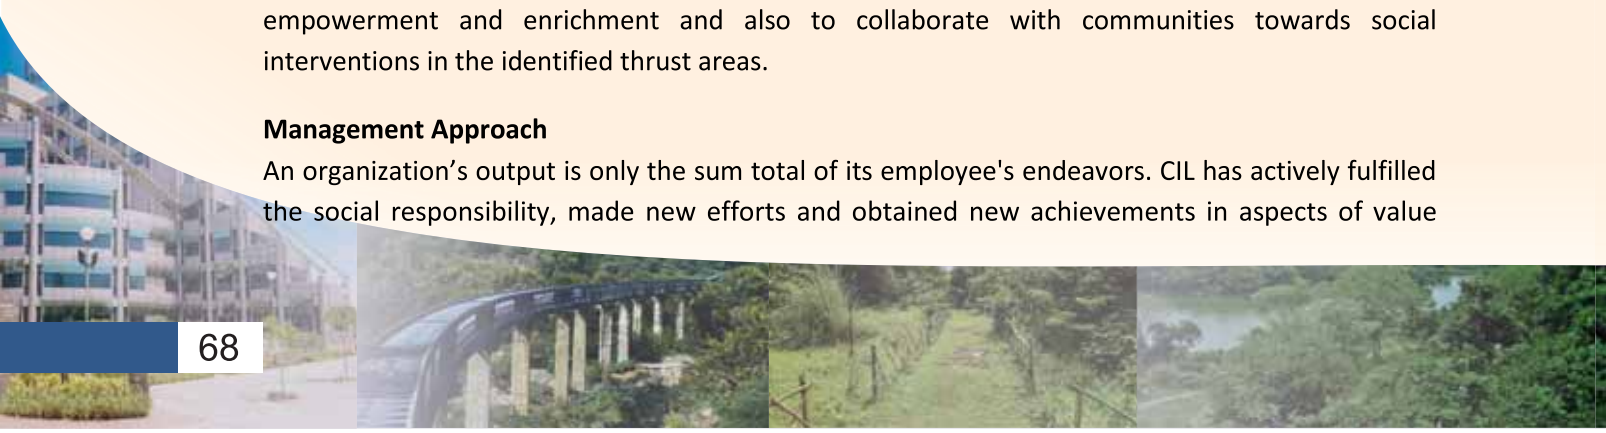 empowerment and enrichment and also to collaborate with communities towards social
interventions in the identified thrust areas.
Management Approach
An organization’s output is only the sum total of its employee's endeavors. CIL has actively fulfilled
the social responsibility, made new efforts and obtained new achievements in aspects of value
68